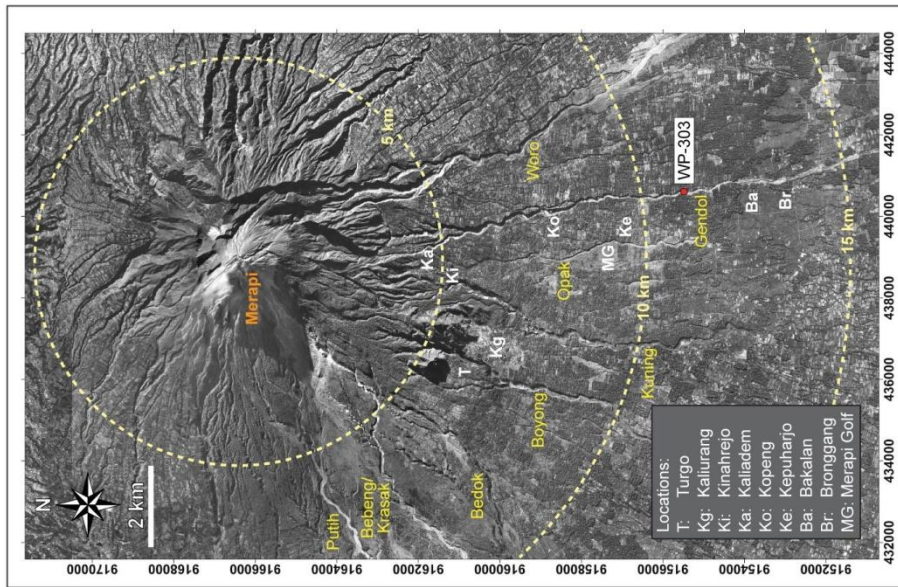 N
2 km
Merapi
5 km
10 km
15 km
Putih
Bebeng/
Krasak
Bedok
Boyong
Kuning
Opak
Gendol
Woro
T
Kg
Ki
Ka
Ko
MG
Ke
Ba
Br
WP-303
Locations:
T: Turgo
Kg: Kaliurang
Ki: Kinahrejo
Ka: Kaliadem
Ko: Kopeng
Ke: Kepuharjo
Ba: Bakalan
Br: Bronggang
MG: Merapi Golf
9170000
9168000
9166000
9164000
9162000
9160000
9158000
9156000
9154000
9152000
432000
434000
436000
438000
440000
442000
444000